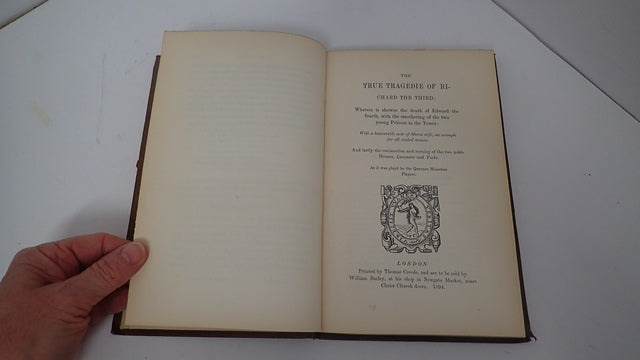 THE
TRUE TRAGEDIE OF RI-
CHARD THE THIRD:
Wherein is showne the death of Edward the
fourth, with the smothering of the two
yoong Princes in the Tower:
With a lamentable ende of Shores wife, an example
for all wicked women.
And lastly the coniunction and ioyning of the two noble
Houses, Lancaster and Yorke.
As it was playd by the Queenes Maiesties
Players.
LONDON
Printed by Thomas Creede, and are to be sold by
William Barley, at his shop in Newgate Market, neare
Christ Church doore. 1594.